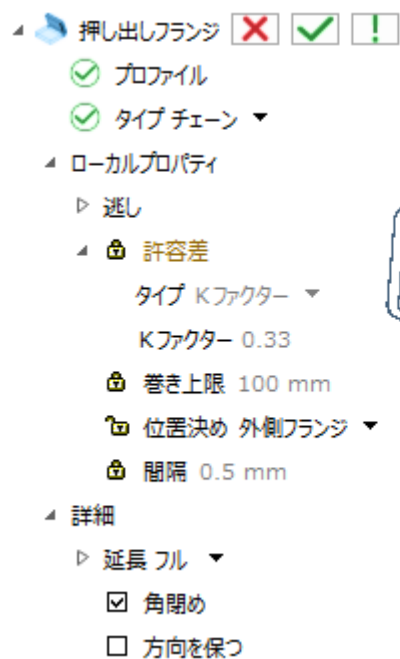 押し出しフランジ
プロファイル
タイプ チェーン
ローカルプロパティ
逃し
許容差
タイプ Kファクター
Kファクター 0.33
巻き上限 100 mm
位置決め 外側フランジ
間隔 0.5 mm
詳細
延長 フル
角閉め
方向を保つ